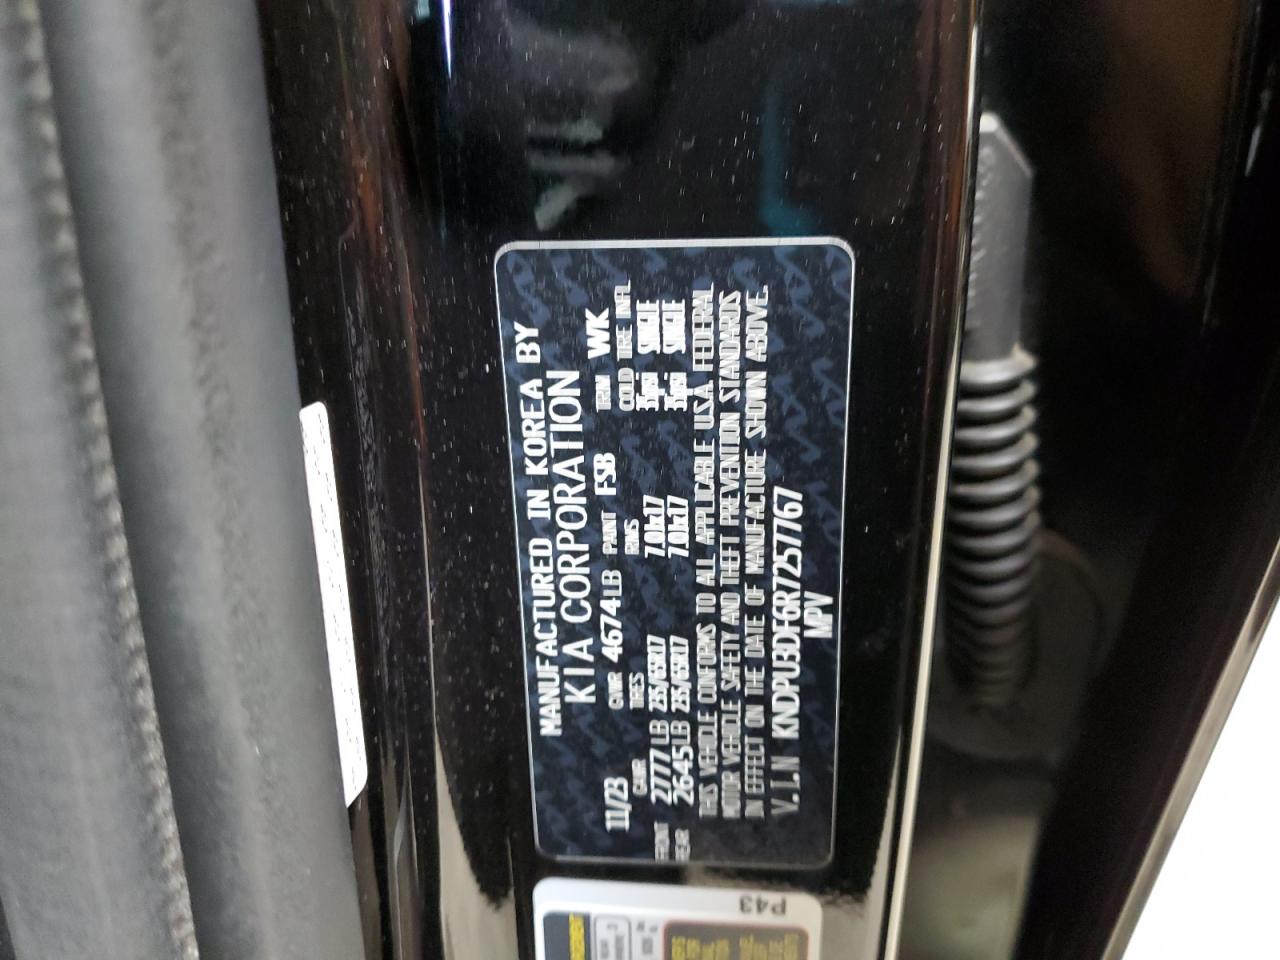 MANUFACTURED IN KOREA BY
KIA CORPORATION
11/23 GVWR 4674LB PAINT FSB TRIM WK
GAWR TIRES RIMS COLD TIRE INFL
FRONT 2777LB 235/65R17 7.0Jx17 35psi SINGLE
REAR 2645LB 235/65R17 7.0Jx17 35psi SINGLE
THIS VEHICLE CONFORMS TO ALL APPLICABLE U.S.A. FEDERAL
MOTOR VEHICLE SAFETY AND THEFT PREVENTION STANDARDS
IN EFFECT ON THE DATE OF MANUFACTURE SHOWN ABOVE.
V.I.N KNDPU3DF6R7257767
MPV
P43